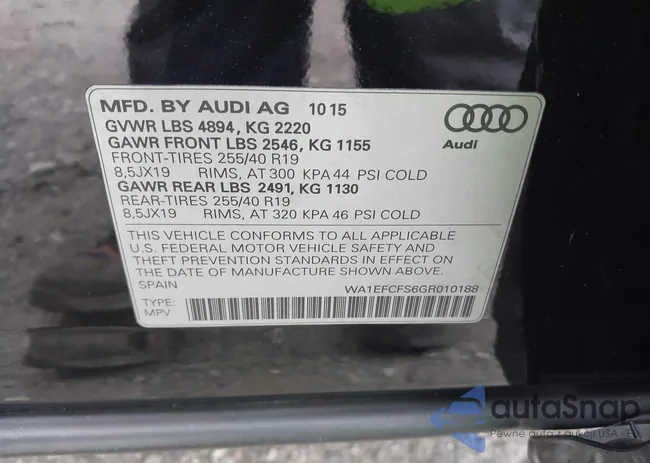 MFD. BY AUDI AG 10 15
GVWR LBS 4894, KG 2220
GAWR FRONT LBS 2546, KG 1155
FRONT-TIRES 255/40 R19
8,5JX19 RIMS, AT 300 KPA 44 PSI COLD
GAWR REAR LBS 2491, KG 1130
REAR-TIRES 255/40 R19
8,5JX19 RIMS, AT 320 KPA 46 PSI COLD
Audi
THIS VEHICLE CONFORMS TO ALL APPLICABLE
U.S. FEDERAL MOTOR VEHICLE SAFETY AND
THEFT PREVENTION STANDARDS IN EFFECT ON
THE DATE OF MANUFACTURE SHOWN ABOVE.
SPAIN WA1EFCFS6GR010188
TYPE:
MPV
autoSnap
Pewne auta z aukcji USA i